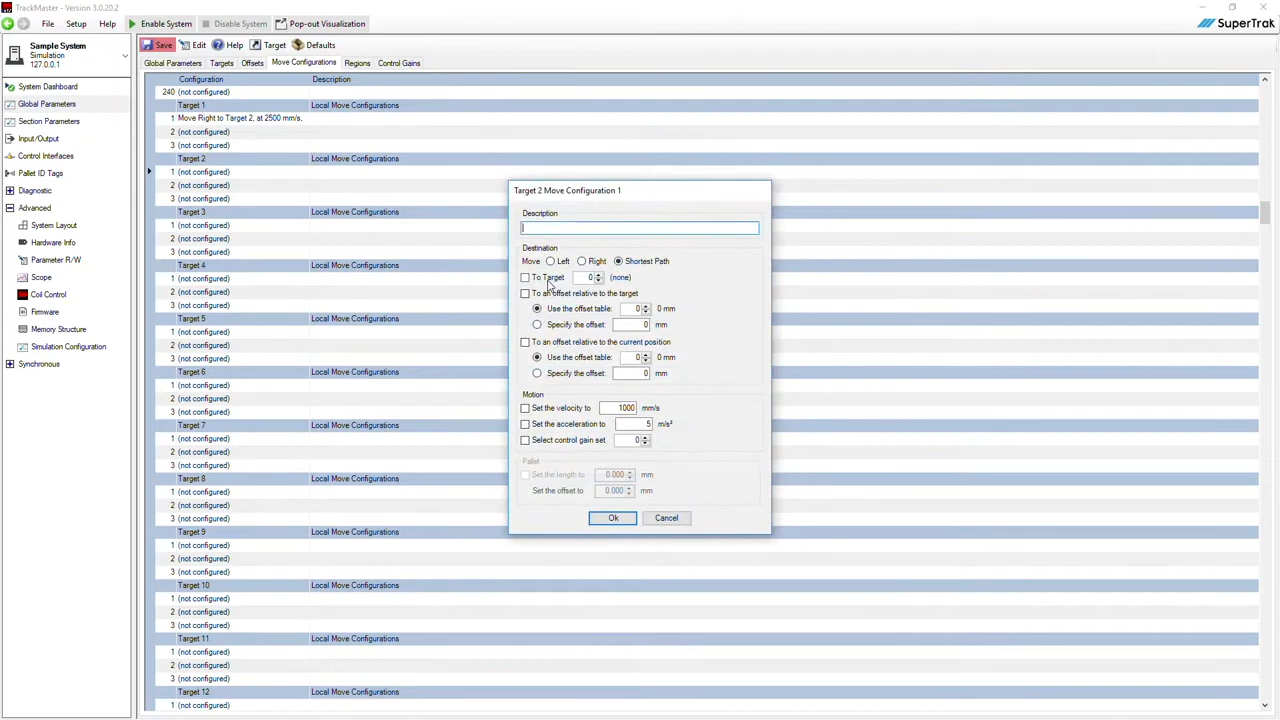 TrackMaster - Version 3.0.20.2
File Setup Help Enable System Disable System Pop-out Visualization SuperTrak
Sample System
Simulation
127.0.0.1
System Dashboard
Global Parameters
Section Parameters
Input/Output
Control Interfaces
Pallet ID Tags
Diagnostic
Advanced
System Layout
Hardware Info
Parameter R/W
Scope
Coil Control
Firmware
Memory Structure
Simulation Configuration
Synchronous
Save Edit Help Target Defaults
Global Parameters Targets Offsets Move Configurations Regions Control Gains
Configuration Description
240 (not configured)
Target 1 Local Move Configurations
1 Move Right to Target 2, at 2500 mm/s,
2 (not configured)
3 (not configured)
Target 2 Local Move Configurations
1 (not configured)
2 (not configured)
3 (not configured)
Target 3 Local Move Configurations
1 (not configured)
2 (not configured)
3 (not configured)
Target 4 Local Move Configurations
1 (not configured)
2 (not configured)
3 (not configured)
Target 5 Local Move Configurations
1 (not configured)
2 (not configured)
3 (not configured)
Target 6 Local Move Configurations
1 (not configured)
2 (not configured)
3 (not configured)
Target 7 Local Move Configurations
1 (not configured)
2 (not configured)
3 (not configured)
Target 8 Local Move Configurations
1 (not configured)
2 (not configured)
3 (not configured)
Target 9 Local Move Configurations
1 (not configured)
2 (not configured)
3 (not configured)
Target 10 Local Move Configurations
1 (not configured)
2 (not configured)
3 (not configured)
Target 11 Local Move Configurations
1 (not configured)
2 (not configured)
3 (not configured)
Target 12 Local Move Configurations
1 (not configured)
Target 2 Move Configuration 1
Description
Destination
Move Left Right Shortest Path
To Target 0 (none)
To an offset relative to the target
Use the offset table: 0 0 mm
Specify the offset: 0 mm
To an offset relative to the current position
Use the offset table: 0 0 mm
Specify the offset: 0 mm
Motion
Set the velocity to 1000 mm/s
Set the acceleration to 5 m/s²
Select control gain set 0
Pallet
Set the length to 0.000 mm
Set the offset to 0.000 mm
Ok Cancel